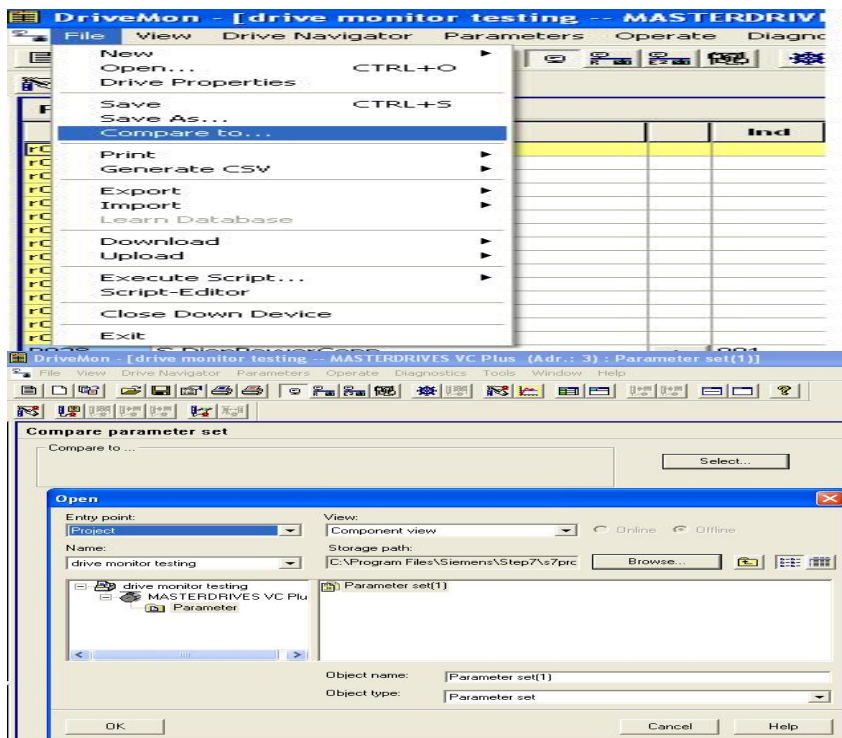 DriveMon - [drive monitor testing -- MASTERDRIV
File View Drive Navigator Parameters Operate Diagno
New
Open... CTRL+O
Drive Properties
Save CTRL+S
Save As...
Compare to...
Ind
Print
Generate CSV
Export
Import
Learn Database
Download
Upload
Execute Script...
Script-Editor
Close Down Device
Exit
001
DriveMon - [drive monitor testing -- MASTERDRIVES VC Plus (Adr.: 3) : Parameter set(1)]
File View Drive Navigator Parameters Operate Diagnostics Tools Window Help
Compare parameter set
Compare to ...
Select...
Open
Entry point: View:
Project Component view Online Offline
Name: Storage path:
drive monitor testing C:\Program Files\Siemens\Step7\s7prc Browse...
drive monitor testing Parameter set(1)
MASTERDRIVES VC Plu
Parameter
Object name: Parameter set(1)
Object type: Parameter set
OK Cancel Help